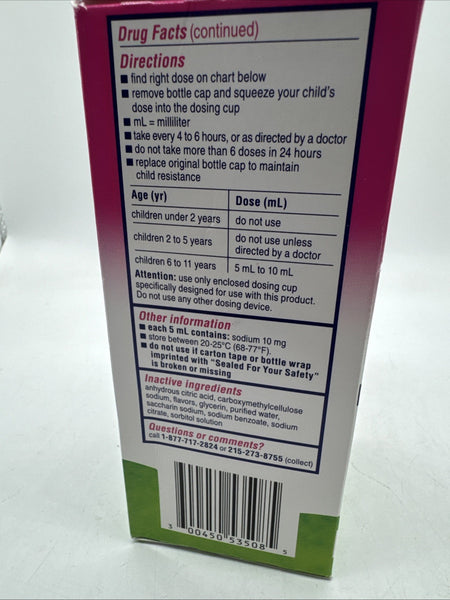 Drug Facts (continued)
Directions
■ find right dose on chart below
■ remove bottle cap and squeeze your child's
dose into the dosing cup
■ mL = milliliter
■ take every 4 to 6 hours, or as directed by a doctor
■ do not take more than 6 doses in 24 hours
■ replace original bottle cap to maintain
child resistance
Age (yr) Dose (mL)
children under 2 years do not use
children 2 to 5 years do not use unless
directed by a doctor
children 6 to 11 years 5 mL to 10 mL
Attention: use only enclosed dosing cup
specifically designed for use with this product.
Do not use any other dosing device.
Other information
■ each 5 mL contains: sodium 10 mg
■ store between 20-25°C (68-77°F).
■ do not use if carton tape or bottle wrap
imprinted with "Sealed For Your Safety"
is broken or missing
Inactive ingredients
anhydrous citric acid, carboxymethylcellulose
sodium, flavors, glycerin, purified water,
saccharin sodium, sodium benzoate, sodium
citrate, sorbitol solution
Questions or comments?
call 1-877-717-2824 or 215-273-8755 (collect)
3 00450 53508 5